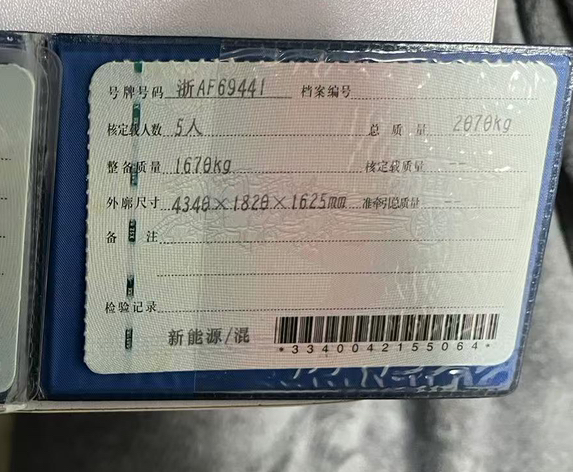 号牌号码 浙AF69441 档案编号
核定载人数 5人 总质量 2070kg
整备质量 1670kg 核定载质量 --
外廓尺寸 4340×1820×1625mm 准牵引总质量 --
备注
检验记录
新能源/混
*3340042155064*